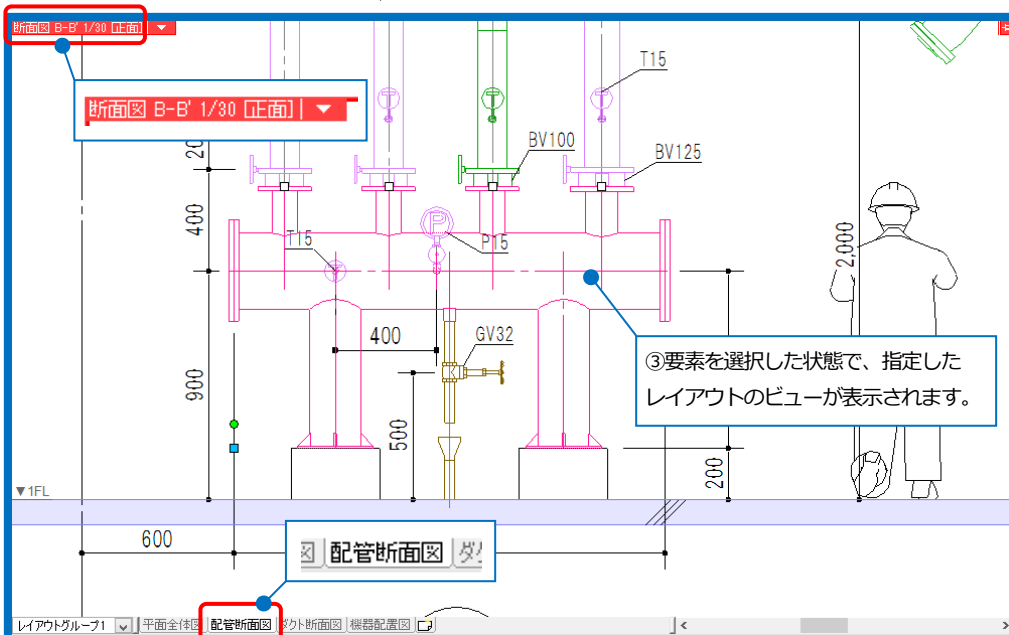 断面図 B-B' 1/30 [正面]
断面図 B-B' 1/30 [正面]
T15
BV100
BV125
20
400
T15
P15
2,000
400
GV32
③要素を選択した状態で、指定した
レイアウトのビューが表示されます。
900
500
200
▼1FL
600
図 配管断面図 ダク
レイアウトグループ1 平面全体図 配管断面図 ダクト断面図 機器配置図